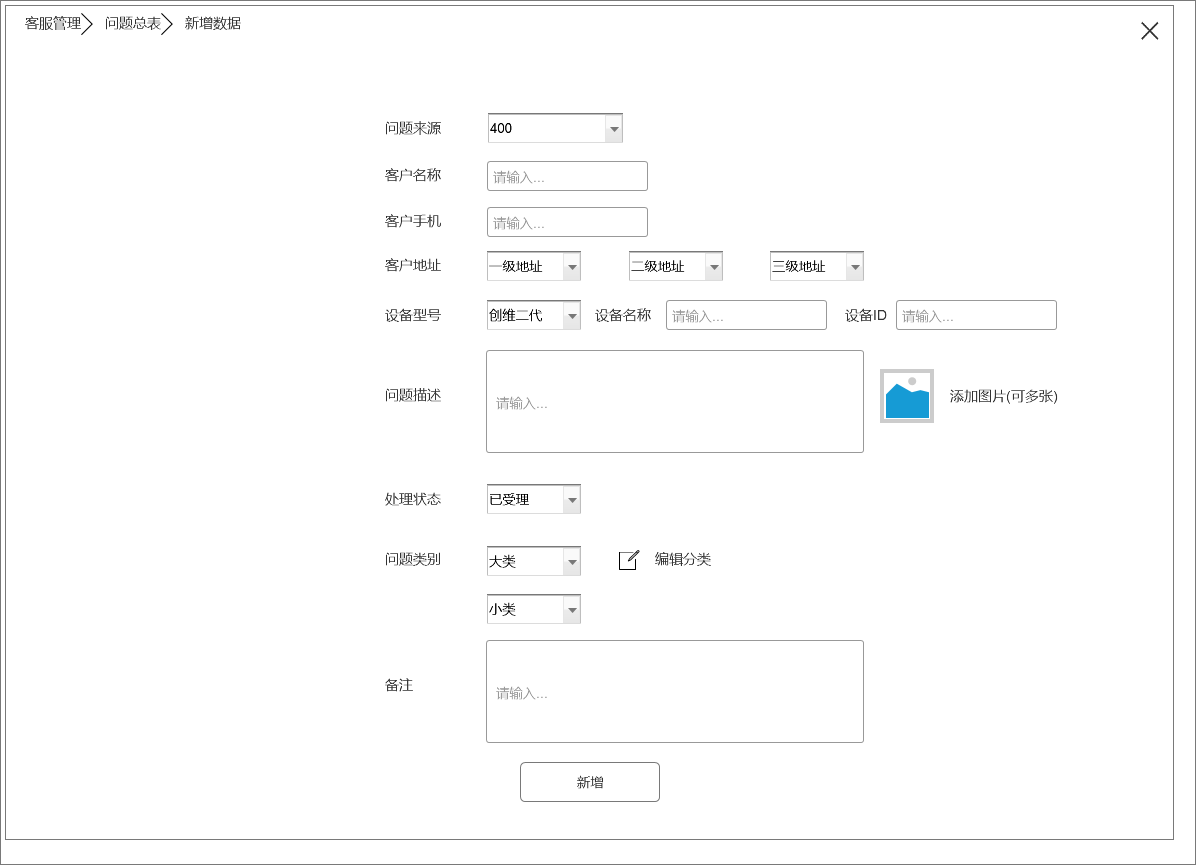 客服管理 问题总表 新增数据
问题来源 400
客户名称 请输入...
客户手机 请输入...
客户地址 一级地址 二级地址 三级地址
设备型号 创维二代 设备名称 请输入... 设备ID 请输入...
问题描述 请输入... 添加图片(可多张)
处理状态 已受理
问题类别 大类 编辑分类
小类
备注 请输入...
新增